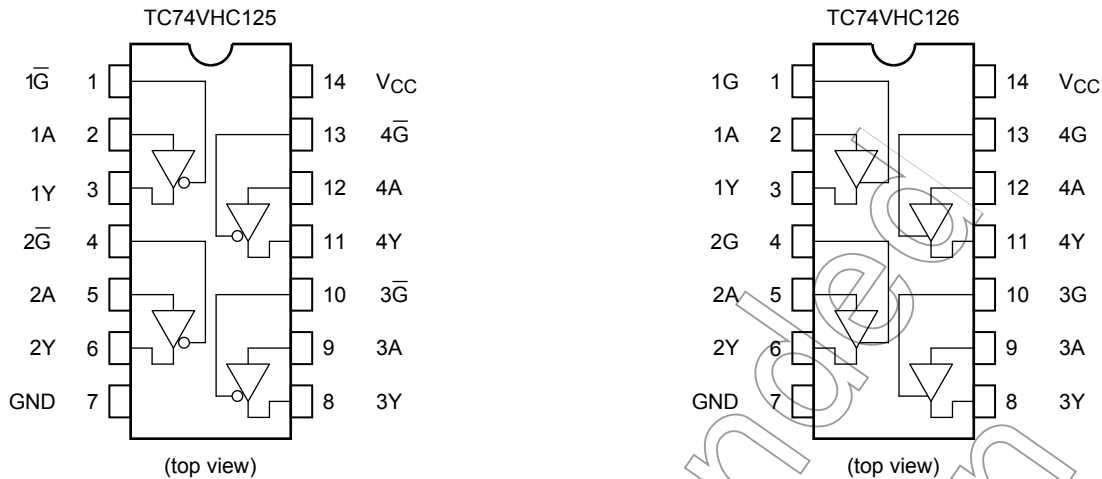 TC74VHC125
1G̅ 1 14 VCC
1A 2 13 4G̅
1Y 3 12 4A
2G̅ 4 11 4Y
2A 5 10 3G̅
2Y 6 9 3A
GND 7 8 3Y
(top view)
TC74VHC126
1G 1 14 VCC
1A 2 13 4G
1Y 3 12 4A
2G 4 11 4Y
2A 5 10 3G
2Y 6 9 3A
GND 7 8 3Y
(top view)